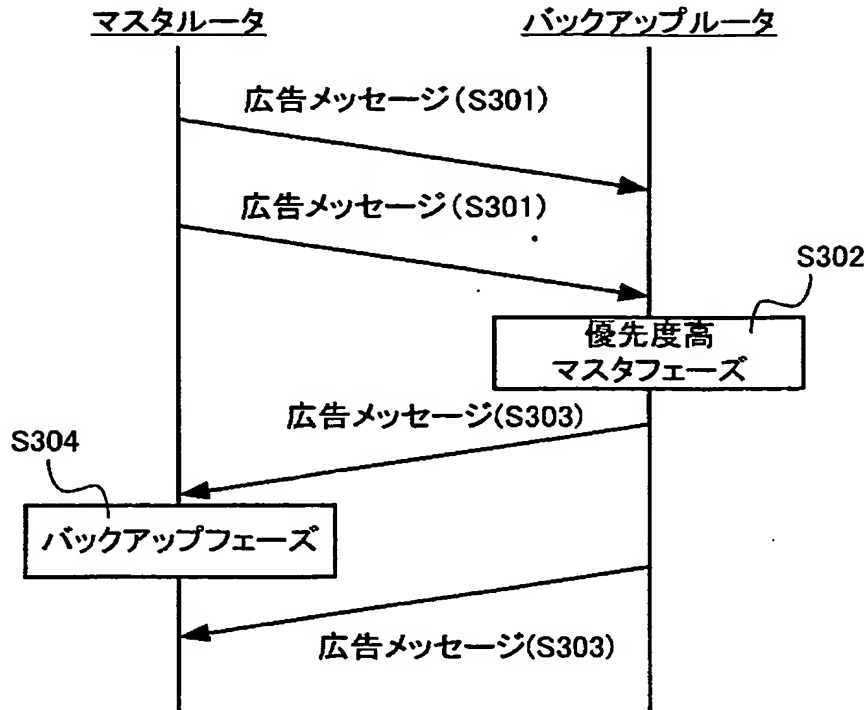 マスタルータ
バックアップルータ
広告メッセージ(S301)
広告メッセージ(S301)
S302
優先度高
マスタフェーズ
広告メッセージ(S303)
S304
バックアップフェーズ
広告メッセージ(S303)